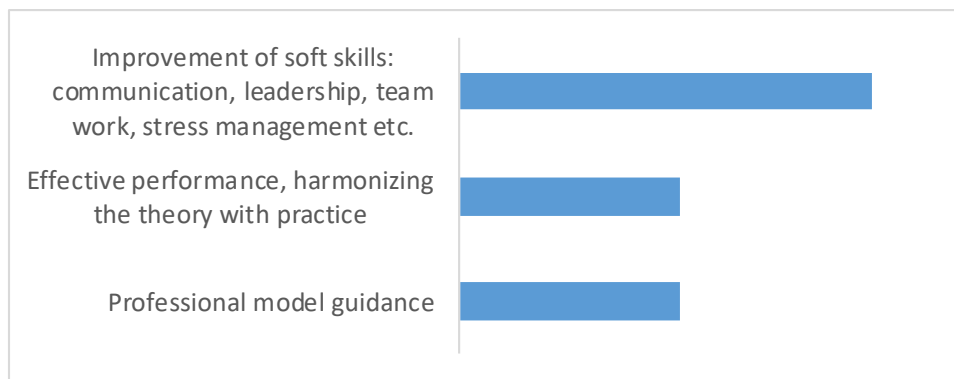 Improvement of soft skills:
communication, leadership, team
work, stress management etc.
Effective performance, harmonizing
the theory with practice
Professional model guidance